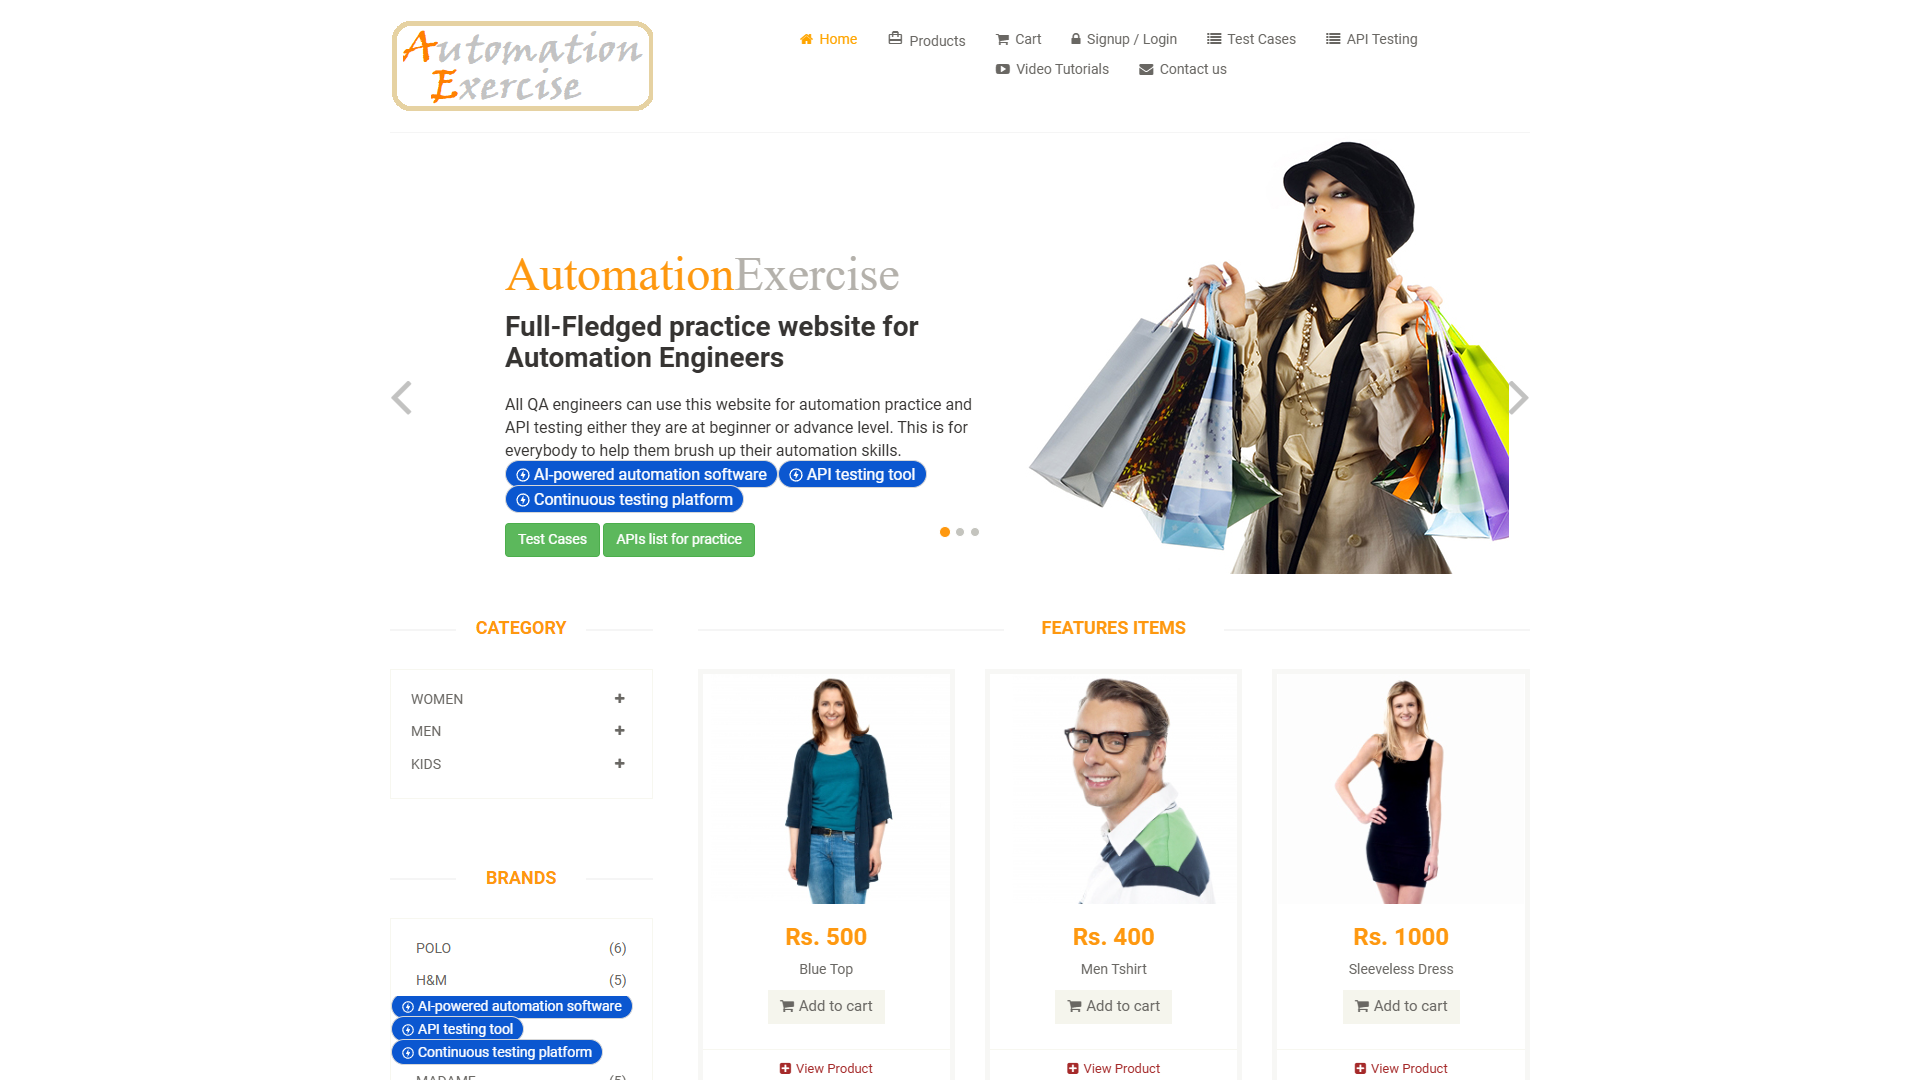 Automation
Exercise
Home
Products
Cart
Signup / Login
Test Cases
API Testing
Video Tutorials
Contact us
AutomationExercise
Full-Fledged practice website for
Automation Engineers
All QA engineers can use this website for automation practice and
API testing either they are at beginner or advance level. This is for
everybody to help them brush up their automation skills.
AI-powered automation software
API testing tool
Continuous testing platform
Test Cases
APIs list for practice
CATEGORY
WOMEN
MEN
KIDS
BRANDS
POLO (6)
H&M (5)
AI-powered automation software
API testing tool
Continuous testing platform
MADAME (5)
FEATURES ITEMS
Rs. 500
Blue Top
Add to cart
View Product
Rs. 400
Men Tshirt
Add to cart
View Product
Rs. 1000
Sleeveless Dress
Add to cart
View Product